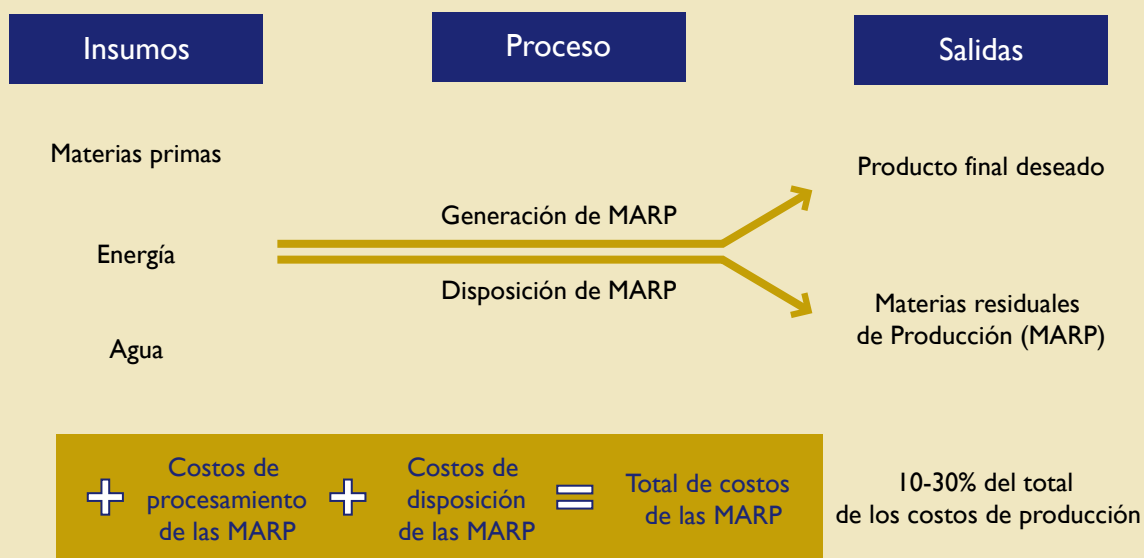 Insumos
Proceso
Salidas
Materias primas
Energía
Agua
Generación de MARP
Disposición de MARP
Producto final deseado
Materias residuales
de Producción (MARP)
+
Costos de
procesamiento
de las MARP
+
Costos de
disposición
de las MARP
=
Total de costos
de las MARP
10-30% del total
de los costos de producción